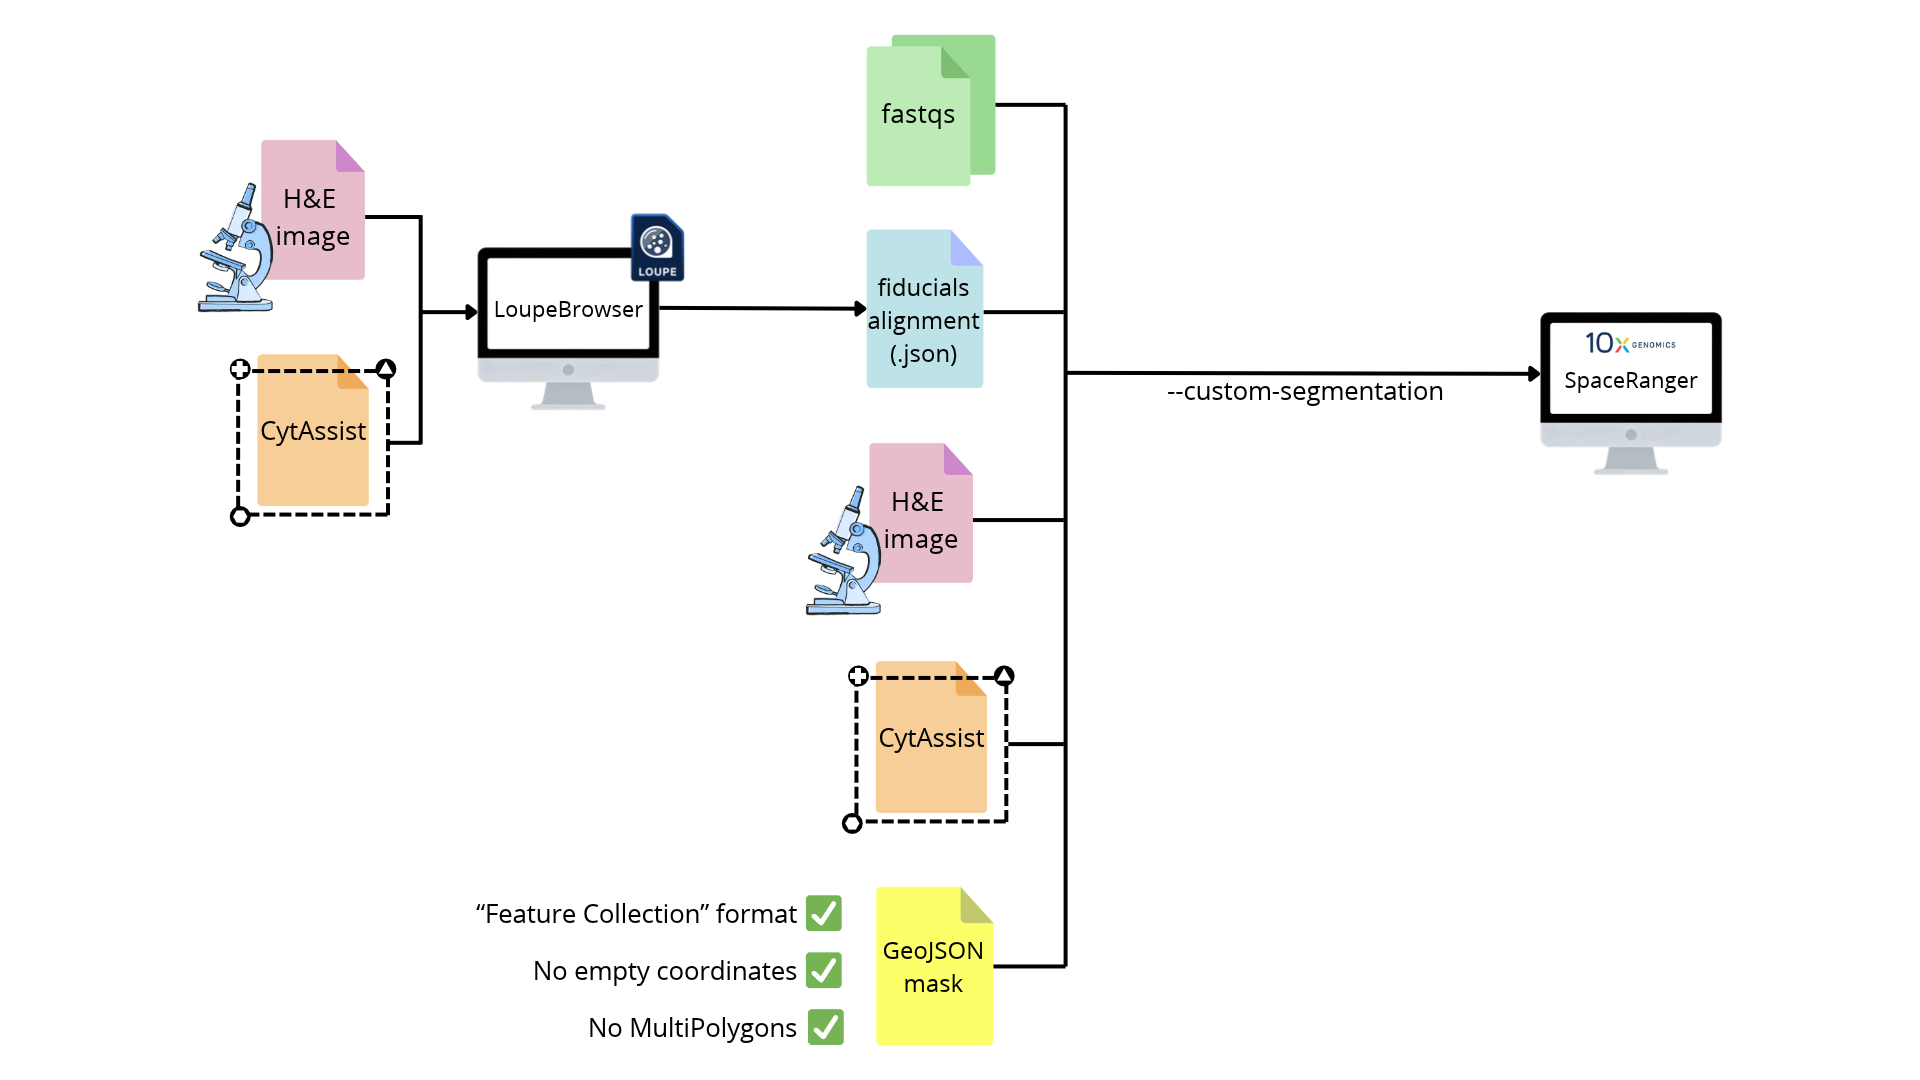 fastqs
H&E
image
LOUPE
LoupeBrowser
fiducials
alignment
(.json)
CytAssist
10X GENOMICS
SpaceRanger
--custom-segmentation
H&E
image
CytAssist
“Feature Collection” format
No empty coordinates
No MultiPolygons
GeoJSON
mask